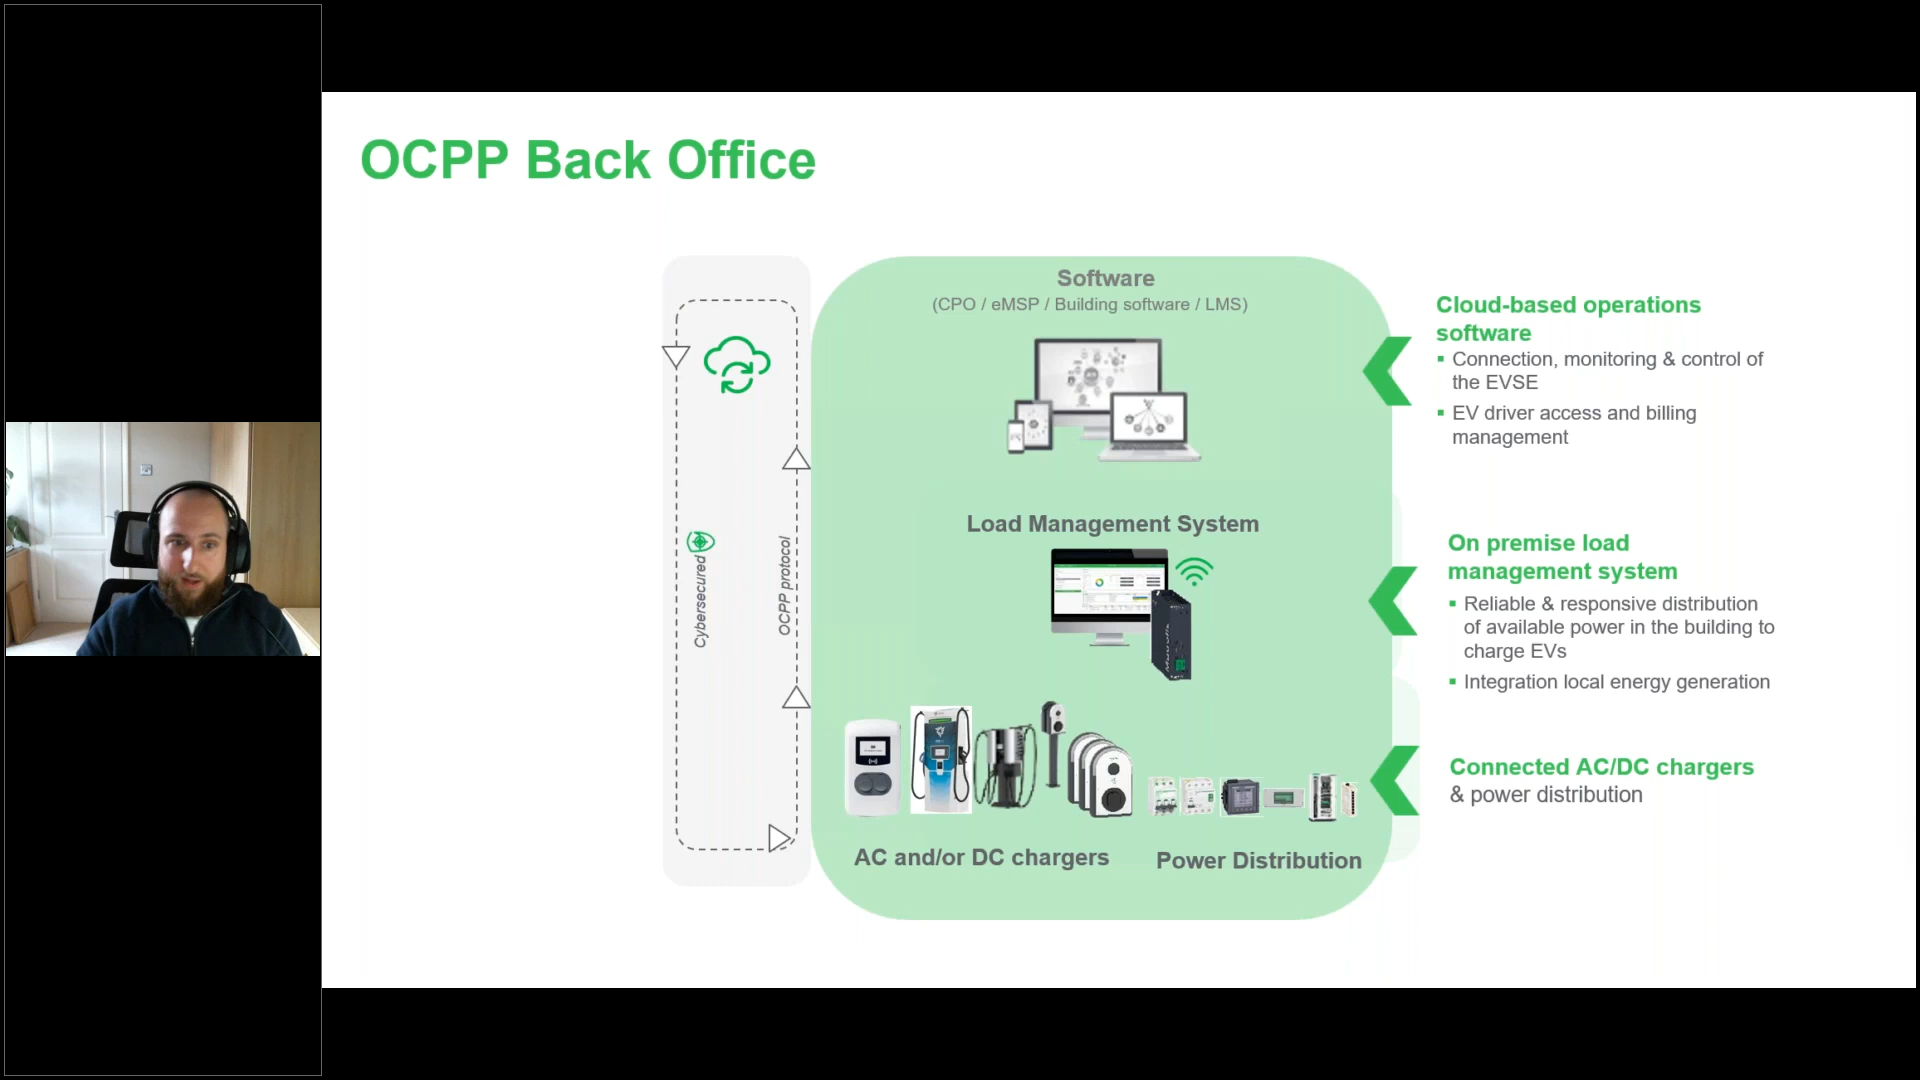 OCPP Back Office
Software
(CPO / eMSP / Building software / LMS)
Cybersecured
OCPP protocol
Load Management System
AC and/or DC chargers
Power Distribution
Cloud-based operations
software
▪ Connection, monitoring & control of
the EVSE
▪ EV driver access and billing
management
On premise load
management system
▪ Reliable & responsive distribution
of available power in the building to
charge EVs
▪ Integration local energy generation
Connected AC/DC chargers
& power distribution